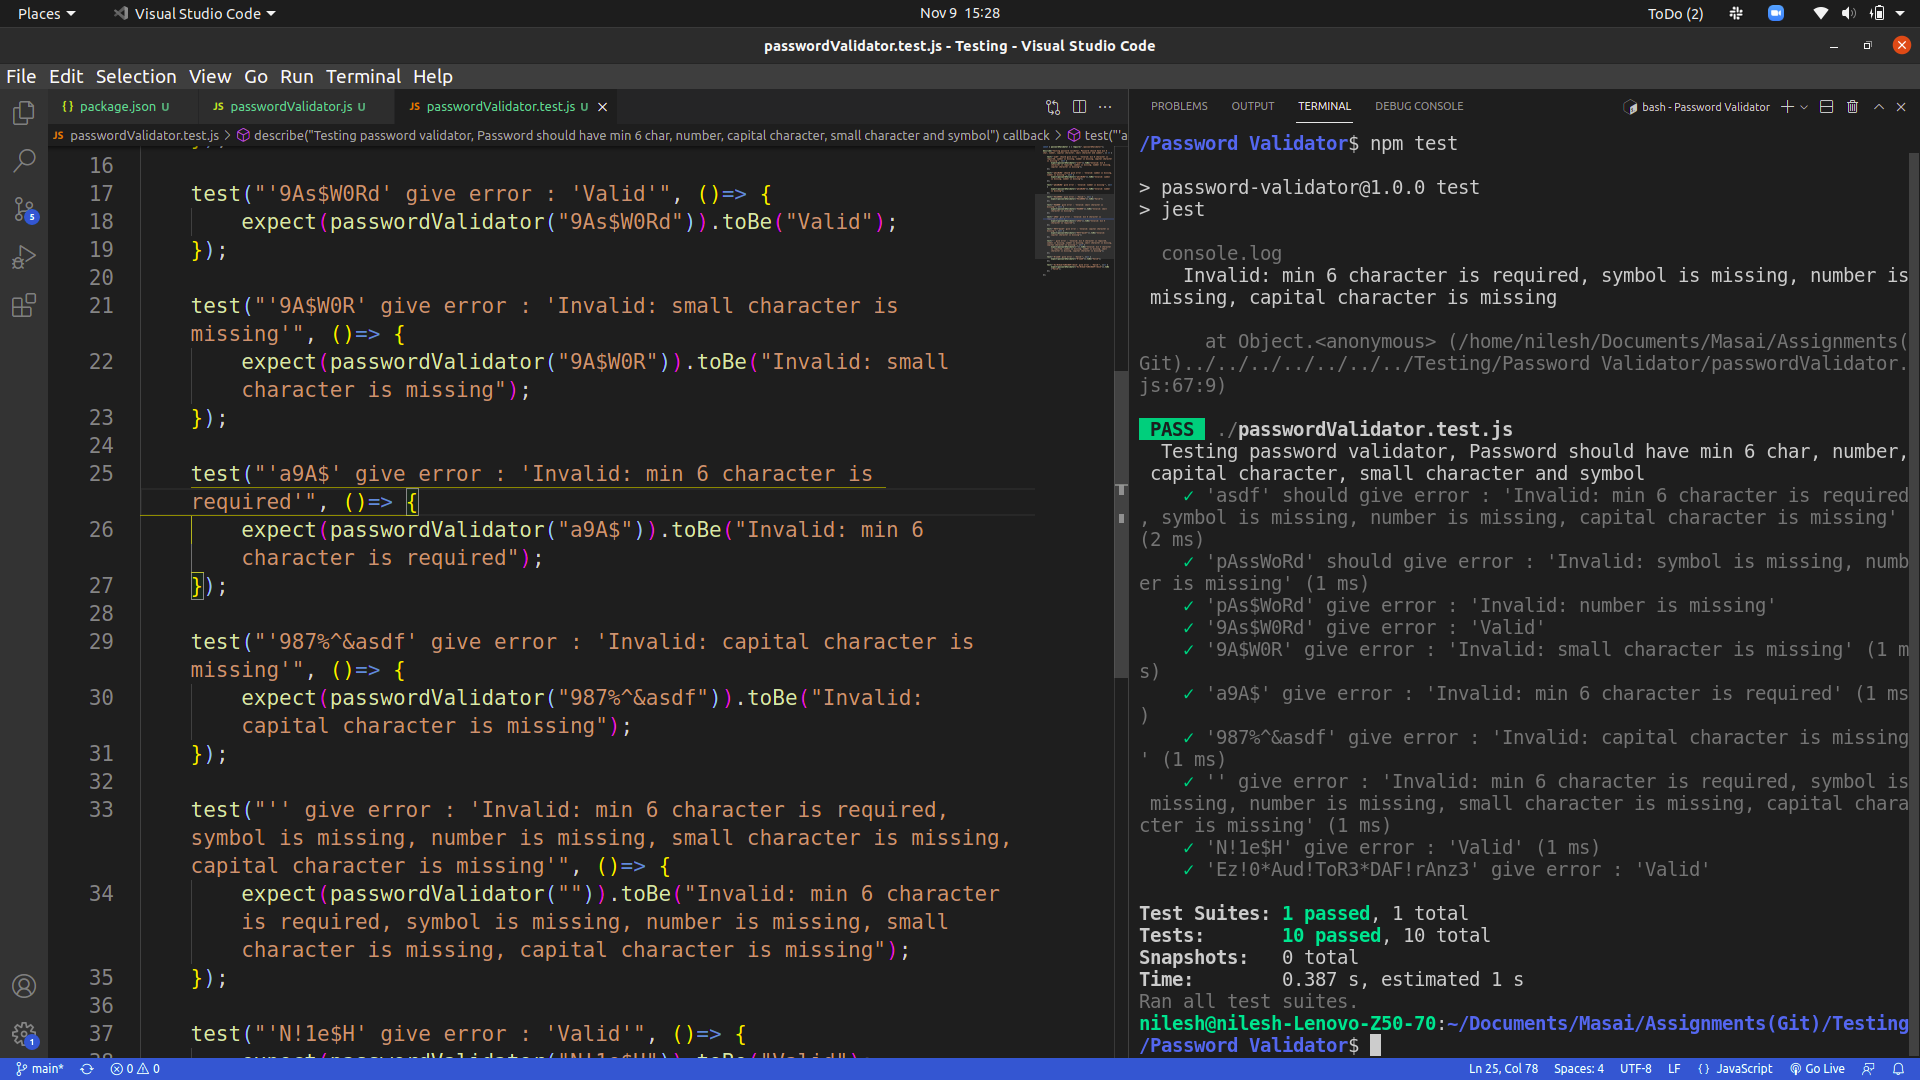 Places
Visual Studio Code
Nov 9 15:28
ToDo (2)
passwordValidator.test.js - Testing - Visual Studio Code
File Edit Selection View Go Run Terminal Help
{} package.json U
JS passwordValidator.js U
JS passwordValidator.test.js U
JS passwordValidator.test.js > describe("Testing password validator, Password should have min 6 char, number, capital character, small character and symbol") callback > test("'a
16
17 test("'9As$W0Rd' give error : 'Valid'", ()=> {
18 expect(passwordValidator("9As$W0Rd")).toBe("Valid");
19 });
20
21 test("'9A$W0R' give error : 'Invalid: small character is
missing'", ()=> {
22 expect(passwordValidator("9A$W0R")).toBe("Invalid: small
character is missing");
23 });
24
25 test("'a9A$' give error : 'Invalid: min 6 character is
required'", ()=> {
26 expect(passwordValidator("a9A$")).toBe("Invalid: min 6
character is required");
27 });
28
29 test("'987%^&asdf' give error : 'Invalid: capital character is
missing'", ()=> {
30 expect(passwordValidator("987%^&asdf")).toBe("Invalid:
capital character is missing");
31 });
32
33 test("'' give error : 'Invalid: min 6 character is required,
symbol is missing, number is missing, small character is missing,
capital character is missing'", ()=> {
34 expect(passwordValidator("")).toBe("Invalid: min 6 character
is required, symbol is missing, number is missing, small
character is missing, capital character is missing");
35 });
36
37 test("'N!1e$H' give error : 'Valid'", ()=> {
38 expect(passwordValidator("N!1e$H")).toBe("Valid");
PROBLEMS OUTPUT TERMINAL DEBUG CONSOLE
bash - Password Validator
/Password Validator$ npm test
> password-validator@1.0.0 test
> jest
console.log
Invalid: min 6 character is required, symbol is missing, number is
missing, capital character is missing
at Object.<anonymous> (/home/nilesh/Documents/Masai/Assignments(
Git)../../../../../../../Testing/Password Validator/passwordValidator.
js:67:9)
PASS ./passwordValidator.test.js
Testing password validator, Password should have min 6 char, number,
capital character, small character and symbol
✓ 'asdf' should give error : 'Invalid: min 6 character is required
, symbol is missing, number is missing, capital character is missing'
(2 ms)
✓ 'pAssWoRd' should give error : 'Invalid: symbol is missing, numb
er is missing' (1 ms)
✓ 'pAs$WoRd' give error : 'Invalid: number is missing'
✓ '9As$W0Rd' give error : 'Valid'
✓ '9A$W0R' give error : 'Invalid: small character is missing' (1 m
s)
✓ 'a9A$' give error : 'Invalid: min 6 character is required' (1 ms
)
✓ '987%^&asdf' give error : 'Invalid: capital character is missing
' (1 ms)
✓ '' give error : 'Invalid: min 6 character is required, symbol is
missing, number is missing, small character is missing, capital chara
cter is missing' (1 ms)
✓ 'N!1e$H' give error : 'Valid' (1 ms)
✓ 'Ez!0*Aud!ToR3*DAF!rAnz3' give error : 'Valid'
Test Suites: 1 passed, 1 total
Tests: 10 passed, 10 total
Snapshots: 0 total
Time: 0.387 s, estimated 1 s
Ran all test suites.
nilesh@nilesh-Lenovo-Z50-70:~/Documents/Masai/Assignments(Git)/Testing
/Password Validator$
5
1
main* 0 0
Ln 25, Col 78 Spaces: 4 UTF-8 LF {} JavaScript Go Live